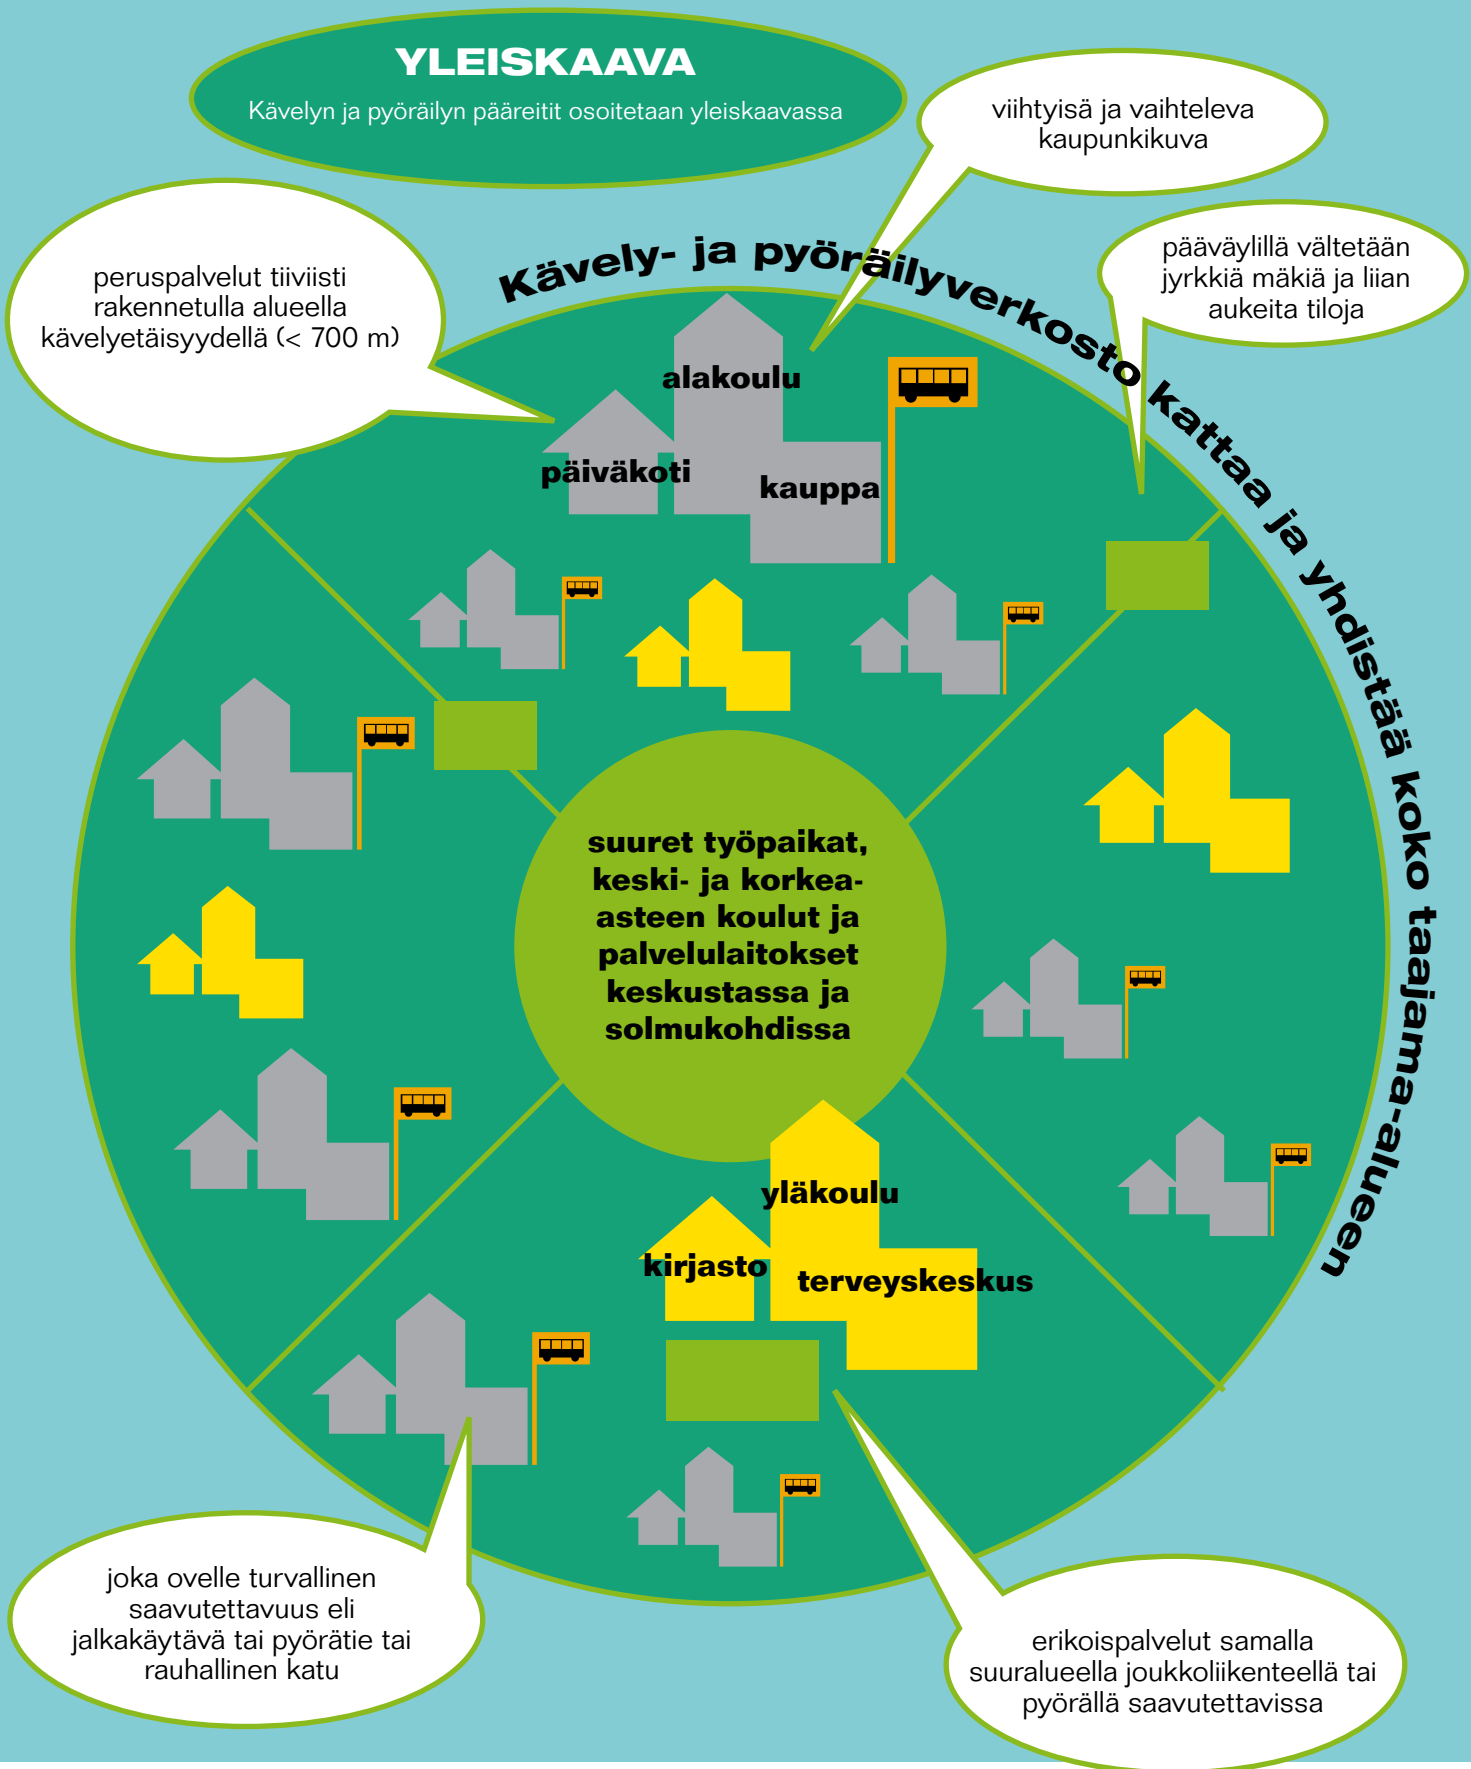 YLEISKAAVA
Kävelyn ja pyöräilyn pääreitit osoitetaan yleiskaavassa
viihtyisä ja vaihteleva
kaupunkikuva
peruspalvelut tiiviisti
rakennetulla alueella
kävelyetäisyydellä (< 700 m)
pääväylillä vältetään
jyrkkiä mäkiä ja liian
aukeita tiloja
Kävely- ja pyöräilyverkosto kattaa ja yhdistää koko taajama-alueen
alakoulu
päiväkoti
kauppa
suuret työpaikat,
keski- ja korkea-
asteen koulut ja
palvelulaitokset
keskustassa ja
solmukohdissa
yläkoulu
kirjasto
terveyskeskus
joka ovelle turvallinen
saavutettavuus eli
jalkakäytävä tai pyörätie tai
rauhallinen katu
erikoispalvelut samalla
suuralueella joukkoliikenteellä tai
pyörällä saavutettavissa